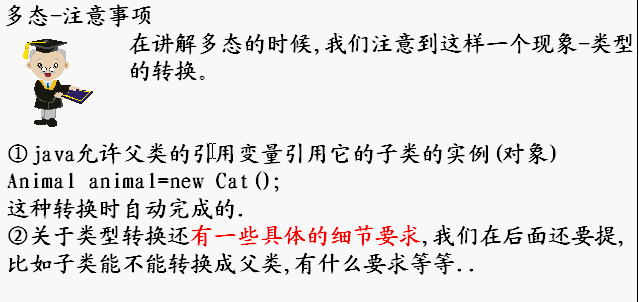 多态-注意事项
在讲解多态的时候,我们注意到这样一个现象-类型
的转换。
①java允许父类的引用变量引用它的子类的实例(对象)
Animal animal=new Cat();
这种转换时自动完成的.
②关于类型转换还有一些具体的细节要求,我们在后面还要提,
比如子类能不能转换成父类,有什么要求等等..